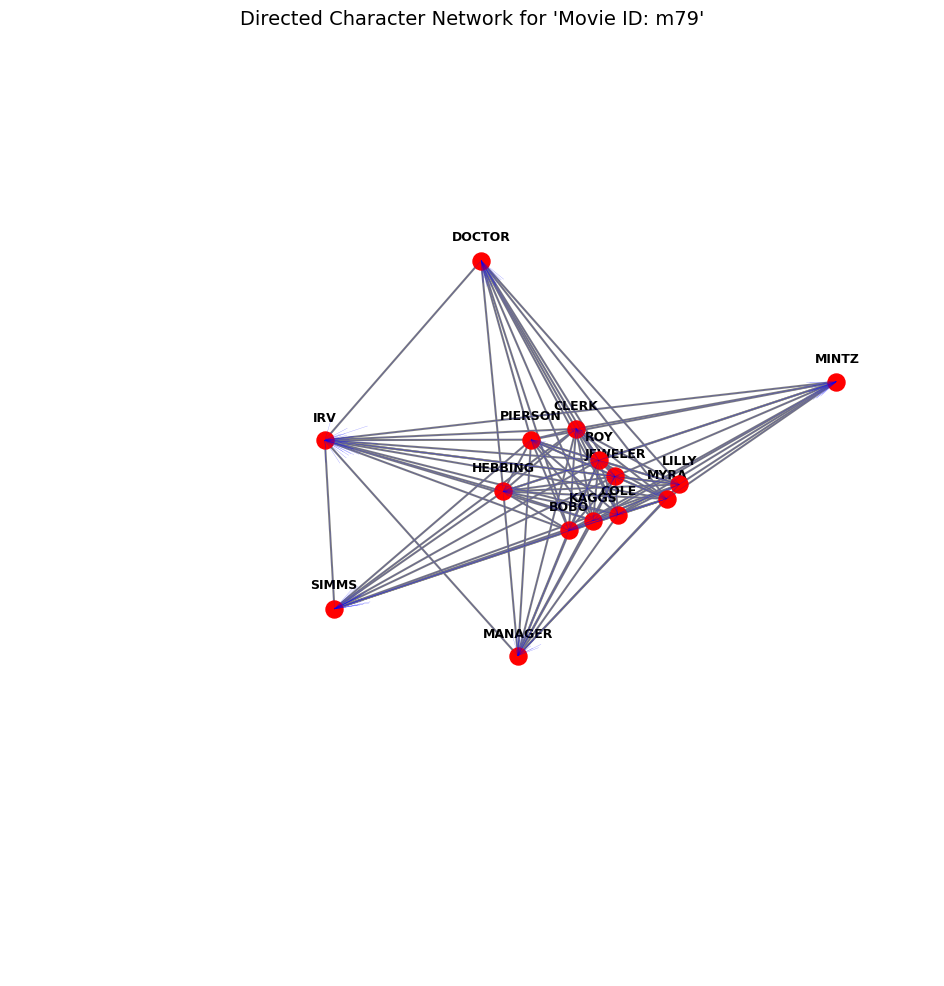 Directed Character Network for 'Movie ID: m79'
DOCTOR
MINTZ
CLERK
PIERSON
IRV
ROY
JEWELER
LILLY
HEBBING
MYRA
COLE
KAGGS
BOBO
SIMMS
MANAGER